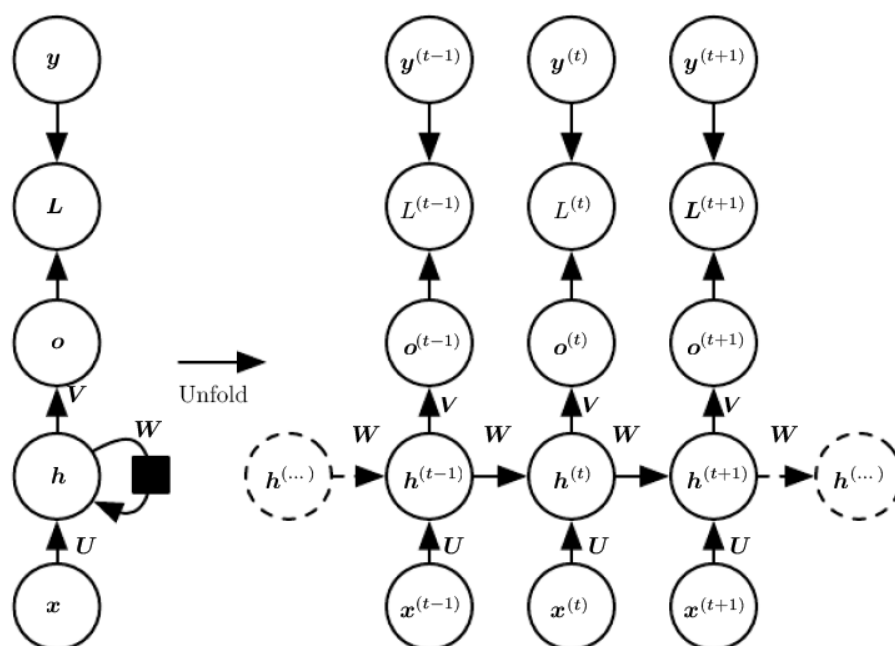 y y^(t−1) y^(t) y^(t+1)
L L^(t−1) L^(t) L^(t+1)
o o^(t−1) o^(t) o^(t+1)
Unfold
V V V V
W W W W W
h h^(...) h^(t−1) h^(t) h^(t+1) h^(...)
U U U U
x x^(t−1) x^(t) x^(t+1)